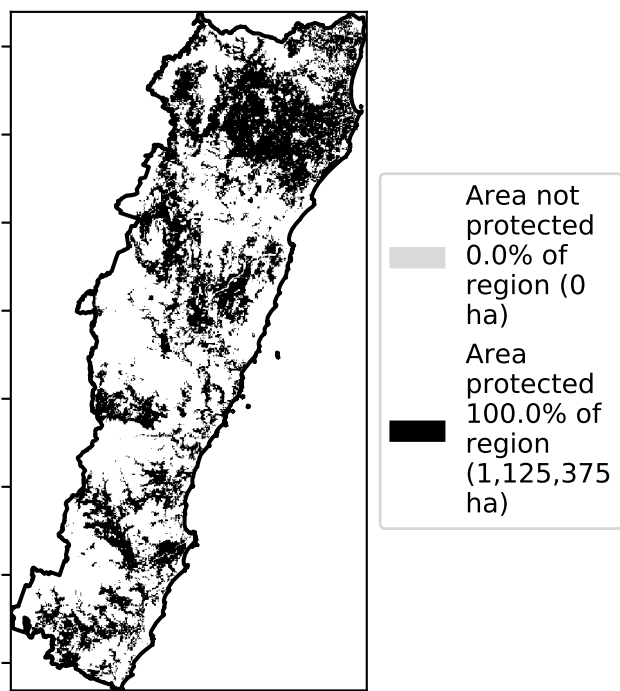 Area not
protected
0.0% of
region (0
ha)
Area
protected
100.0% of
region
(1,125,375
ha)